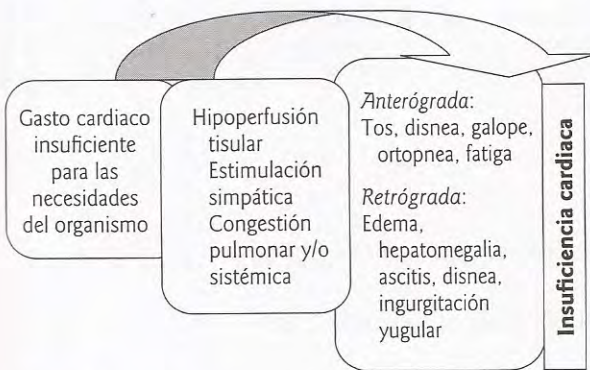 Gasto cardiaco
insuficiente
para las
necesidades
del organismo
Hipoperfusión
tisular
Estimulación
simpática
Congestión
pulmonar y/o
sistémica
Anterógrada:
Tos, disnea, galope,
ortopnea, fatiga
Retrógrada:
Edema,
hepatomegalia,
ascitis, disnea,
ingurgitación
yugular
Insuficiencia cardiaca